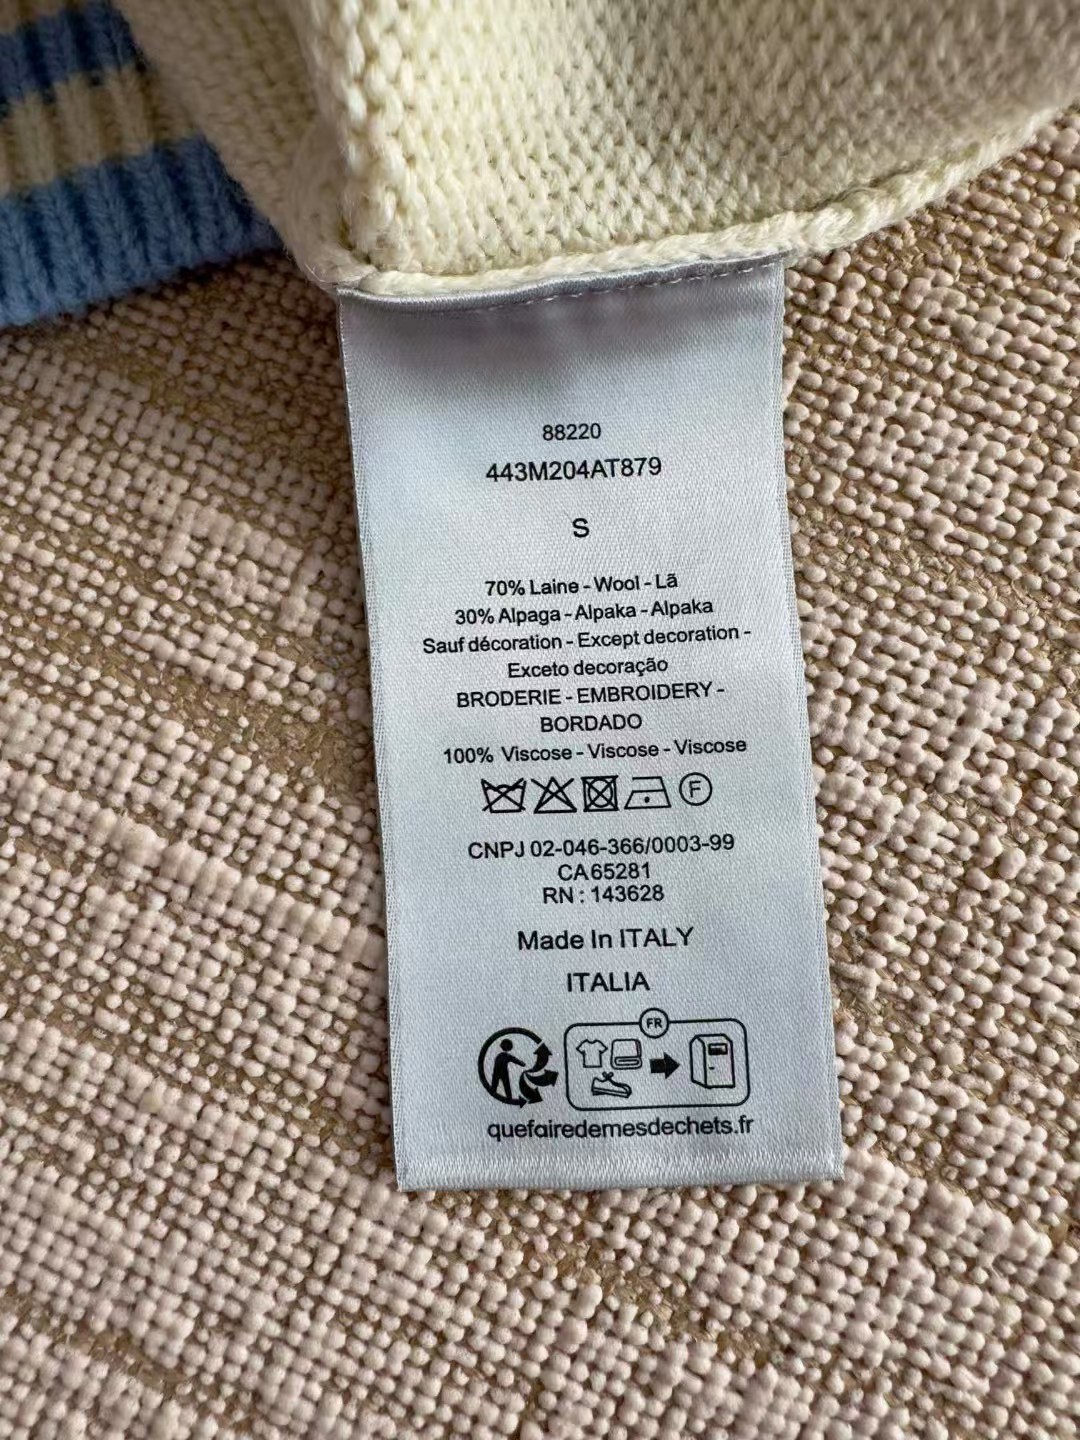 88220
443M204AT879
S
70% Laine - Wool - Lã
30% Alpaga - Alpaka - Alpaka
Sauf décoration - Except decoration -
Exceto decoração
BRODERIE - EMBROIDERY -
BORDADO
100% Viscose - Viscose - Viscose
F
CNPJ 02-046-366/0003-99
CA 65281
RN : 143628
Made In ITALY
ITALIA
FR
quefairedemesdechets.fr